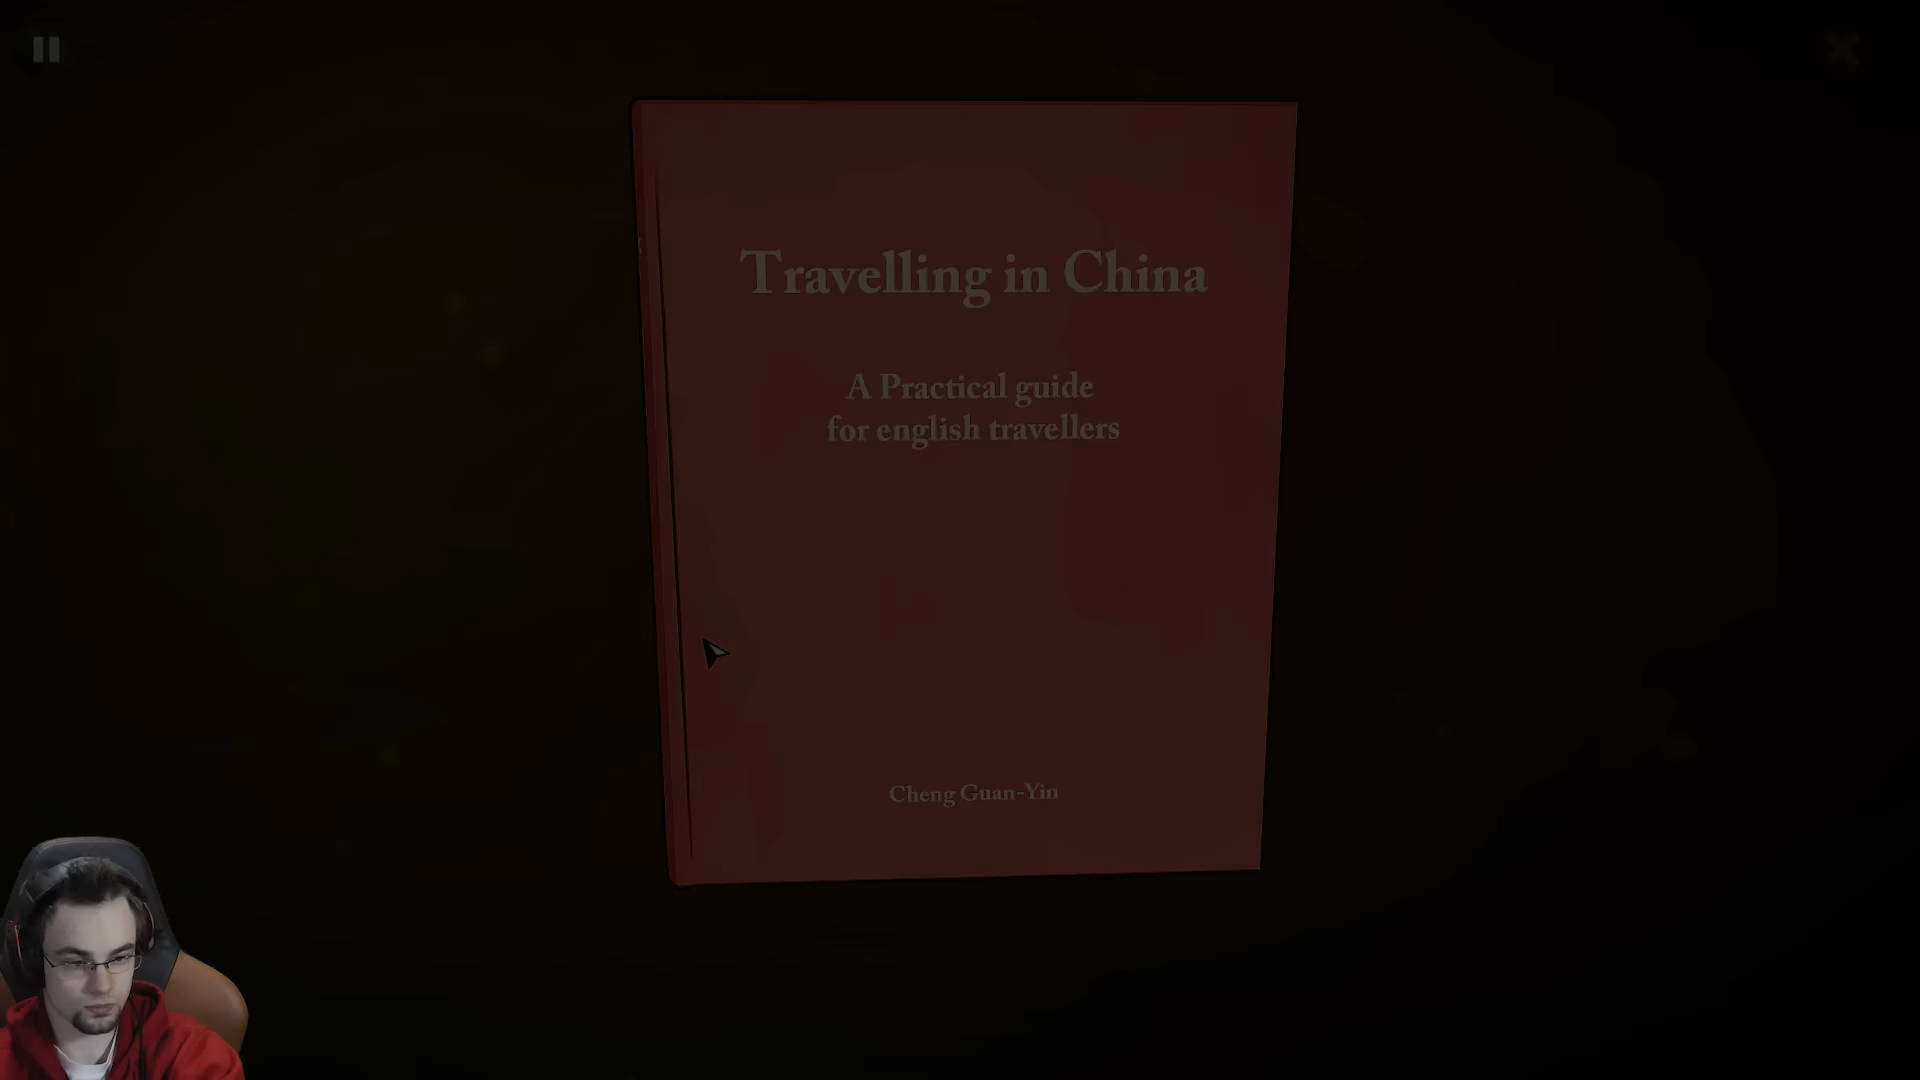 Travelling in China
A Practical guide
for english travellers
Cheng Guan-Yin